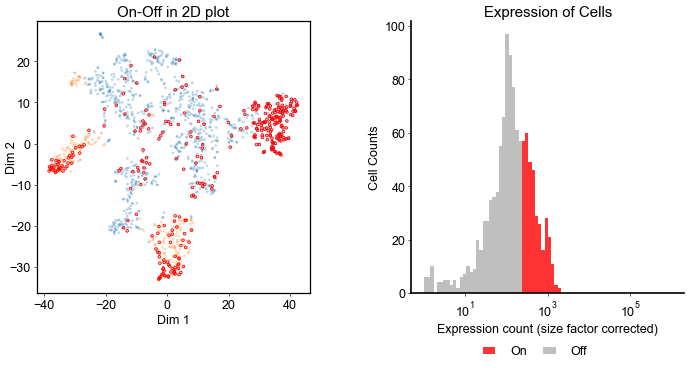 On-Off in 2D plot
Dim 2
20
10
0
−10
−20
−30
−40
−20
0
20
40
Dim 1
Expression of Cells
Cell Counts
100
80
60
40
20
0
10^1
10^3
10^5
Expression count (size factor corrected)
On
Off